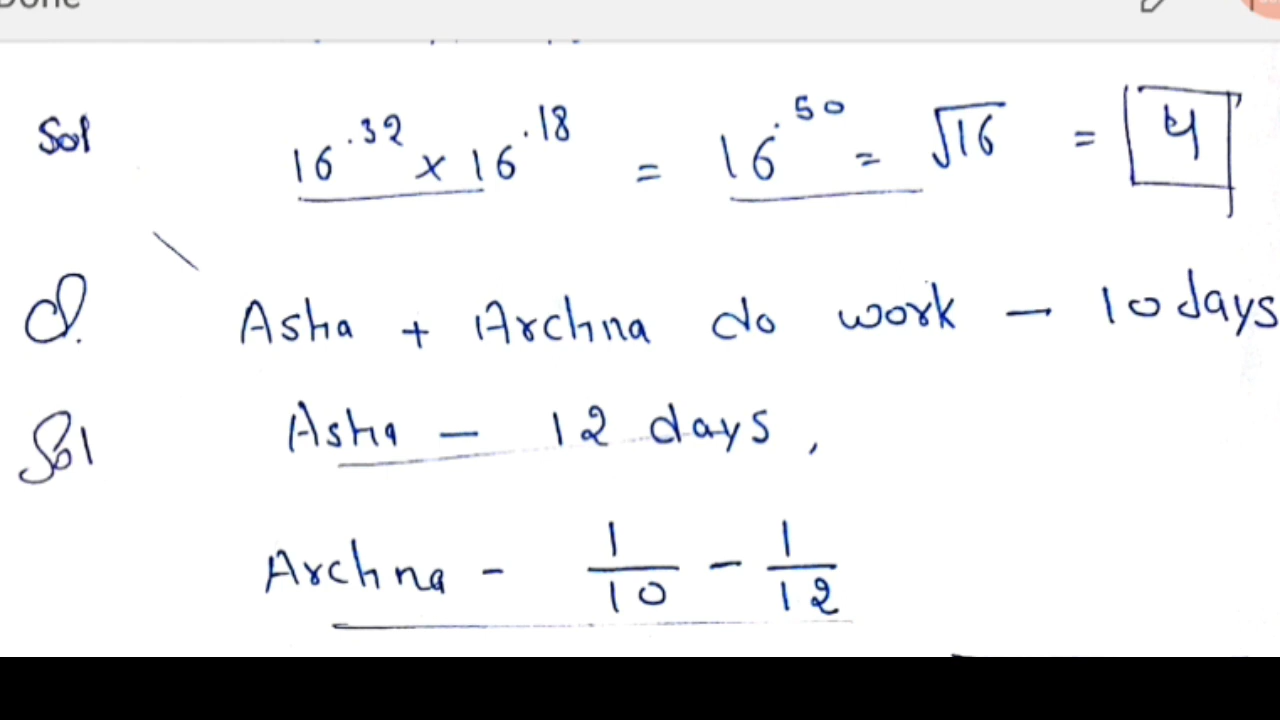 Done
Sol 16^.32 × 16^.18 = 16^.50 = √16 = 4
Q. Asha + Archna do work – 10 days
Sol Asha – 12 days,
Archna - 1/10 - 1/12